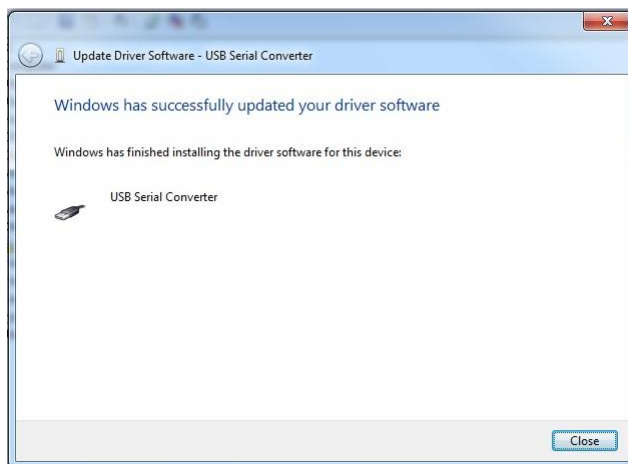 Update Driver Software - USB Serial Converter
Windows has successfully updated your driver software
Windows has finished installing the driver software for this device:
USB Serial Converter
Close